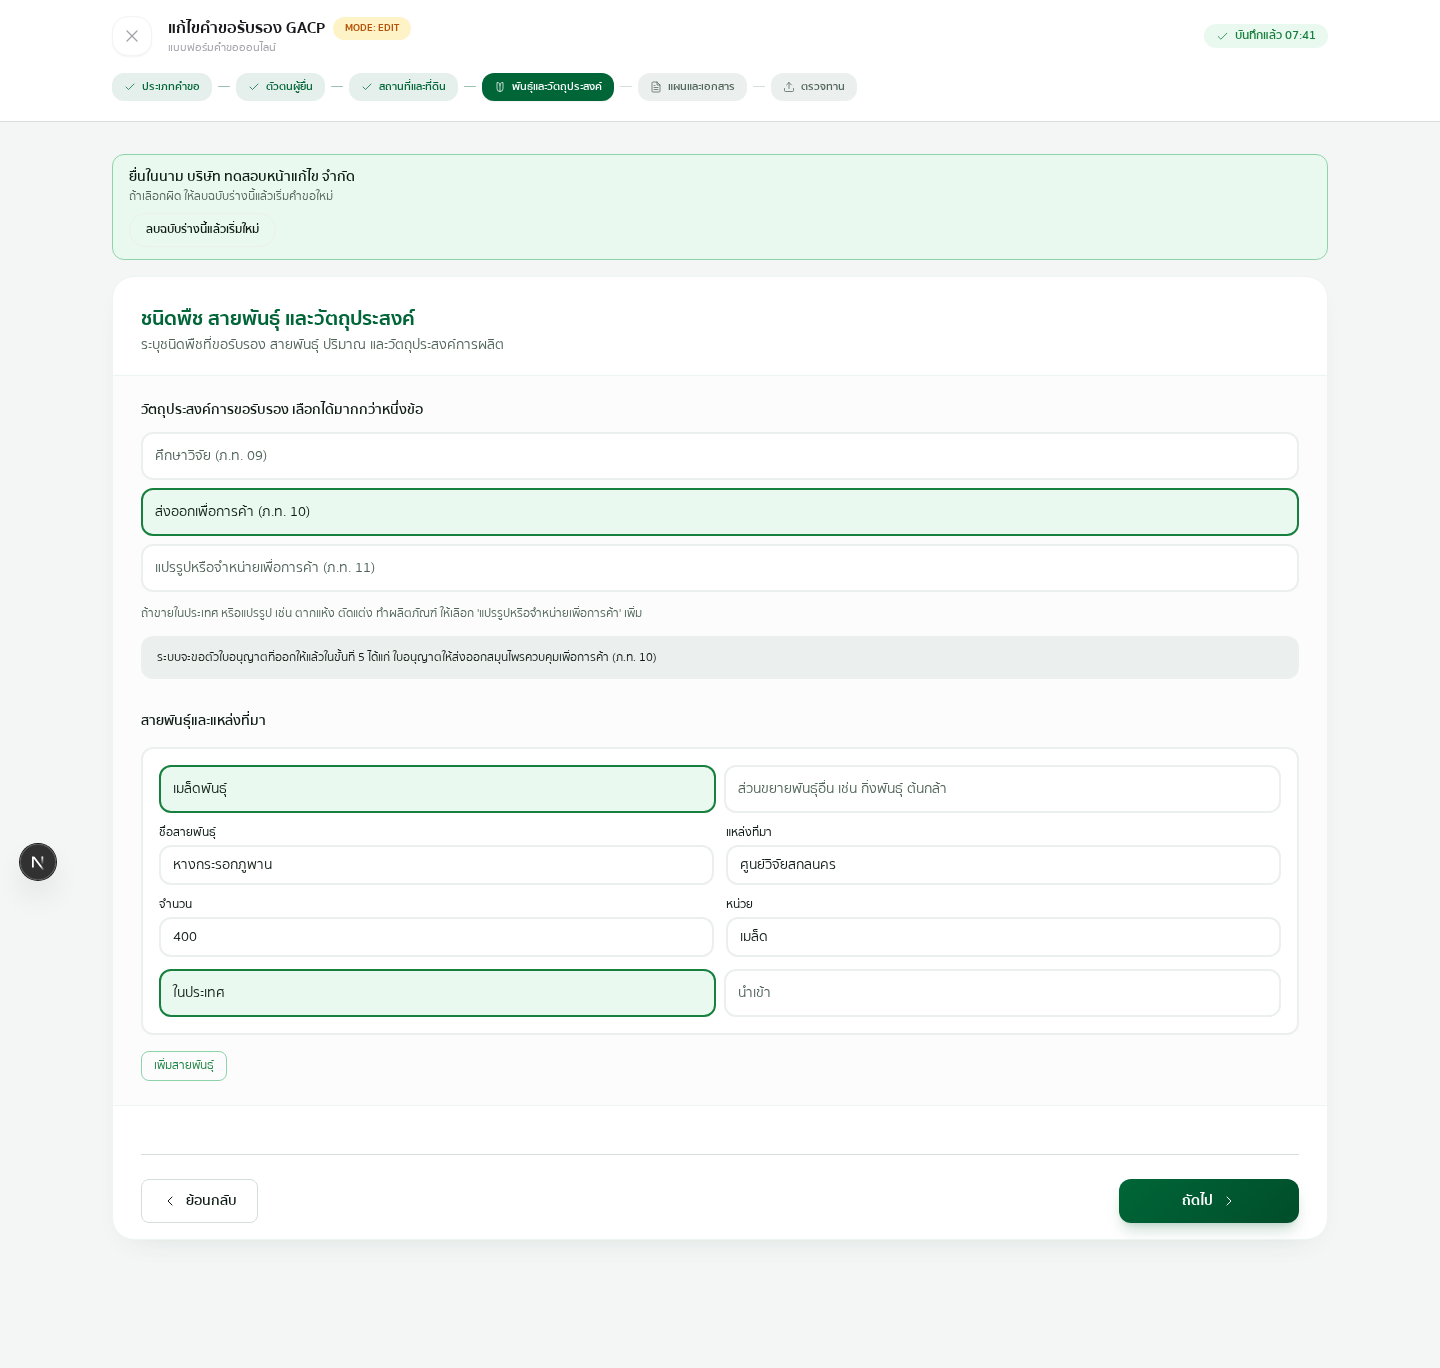 แก้ไขคำขอรับรอง GACP
MODE: EDIT
แบบฟอร์มคำขอออนไลน์
บันทึกแล้ว 07:41
ประเภทคำขอ
ตัวตนผู้ยื่น
สถานที่และที่ดิน
พันธุ์และวัตถุประสงค์
แผนและเอกสาร
ตรวจทาน
ยื่นในนาม บริษัท ทดสอบหน้าแก้ไข จำกัด
ถ้าเลือกผิด ให้ลบฉบับร่างนี้แล้วเริ่มคำขอใหม่
ลบฉบับร่างนี้แล้วเริ่มใหม่
ชนิดพืช สายพันธุ์ และวัตถุประสงค์
ระบุชนิดพืชที่ขอรับรอง สายพันธุ์ ปริมาณ และวัตถุประสงค์การผลิต
วัตถุประสงค์การขอรับรอง เลือกได้มากกว่าหนึ่งข้อ
ศึกษาวิจัย (ภ.ท. 09)
ส่งออกเพื่อการค้า (ภ.ท. 10)
แปรรูปหรือจำหน่ายเพื่อการค้า (ภ.ท. 11)
ถ้าขายในประเทศ หรือแปรรูป เช่น ตากแห้ง ตัดแต่ง ทำผลิตภัณฑ์ ให้เลือก 'แปรรูปหรือจำหน่ายเพื่อการค้า' เพิ่ม
ระบบจะขอตัวใบอนุญาตที่ออกให้แล้วในขั้นที่ 5 ได้แก่ ใบอนุญาตให้ส่งออกสมุนไพรควบคุมเพื่อการค้า (ภ.ท. 10)
สายพันธุ์และแหล่งที่มา
เมล็ดพันธุ์
ส่วนขยายพันธุ์อื่น เช่น กิ่งพันธุ์ ต้นกล้า
ชื่อสายพันธุ์
แหล่งที่มา
หางกระรอกภูพาน
ศูนย์วิจัยสกลนคร
จำนวน
หน่วย
400
เมล็ด
ในประเทศ
นำเข้า
เพิ่มสายพันธุ์
ย้อนกลับ
ถัดไป
N